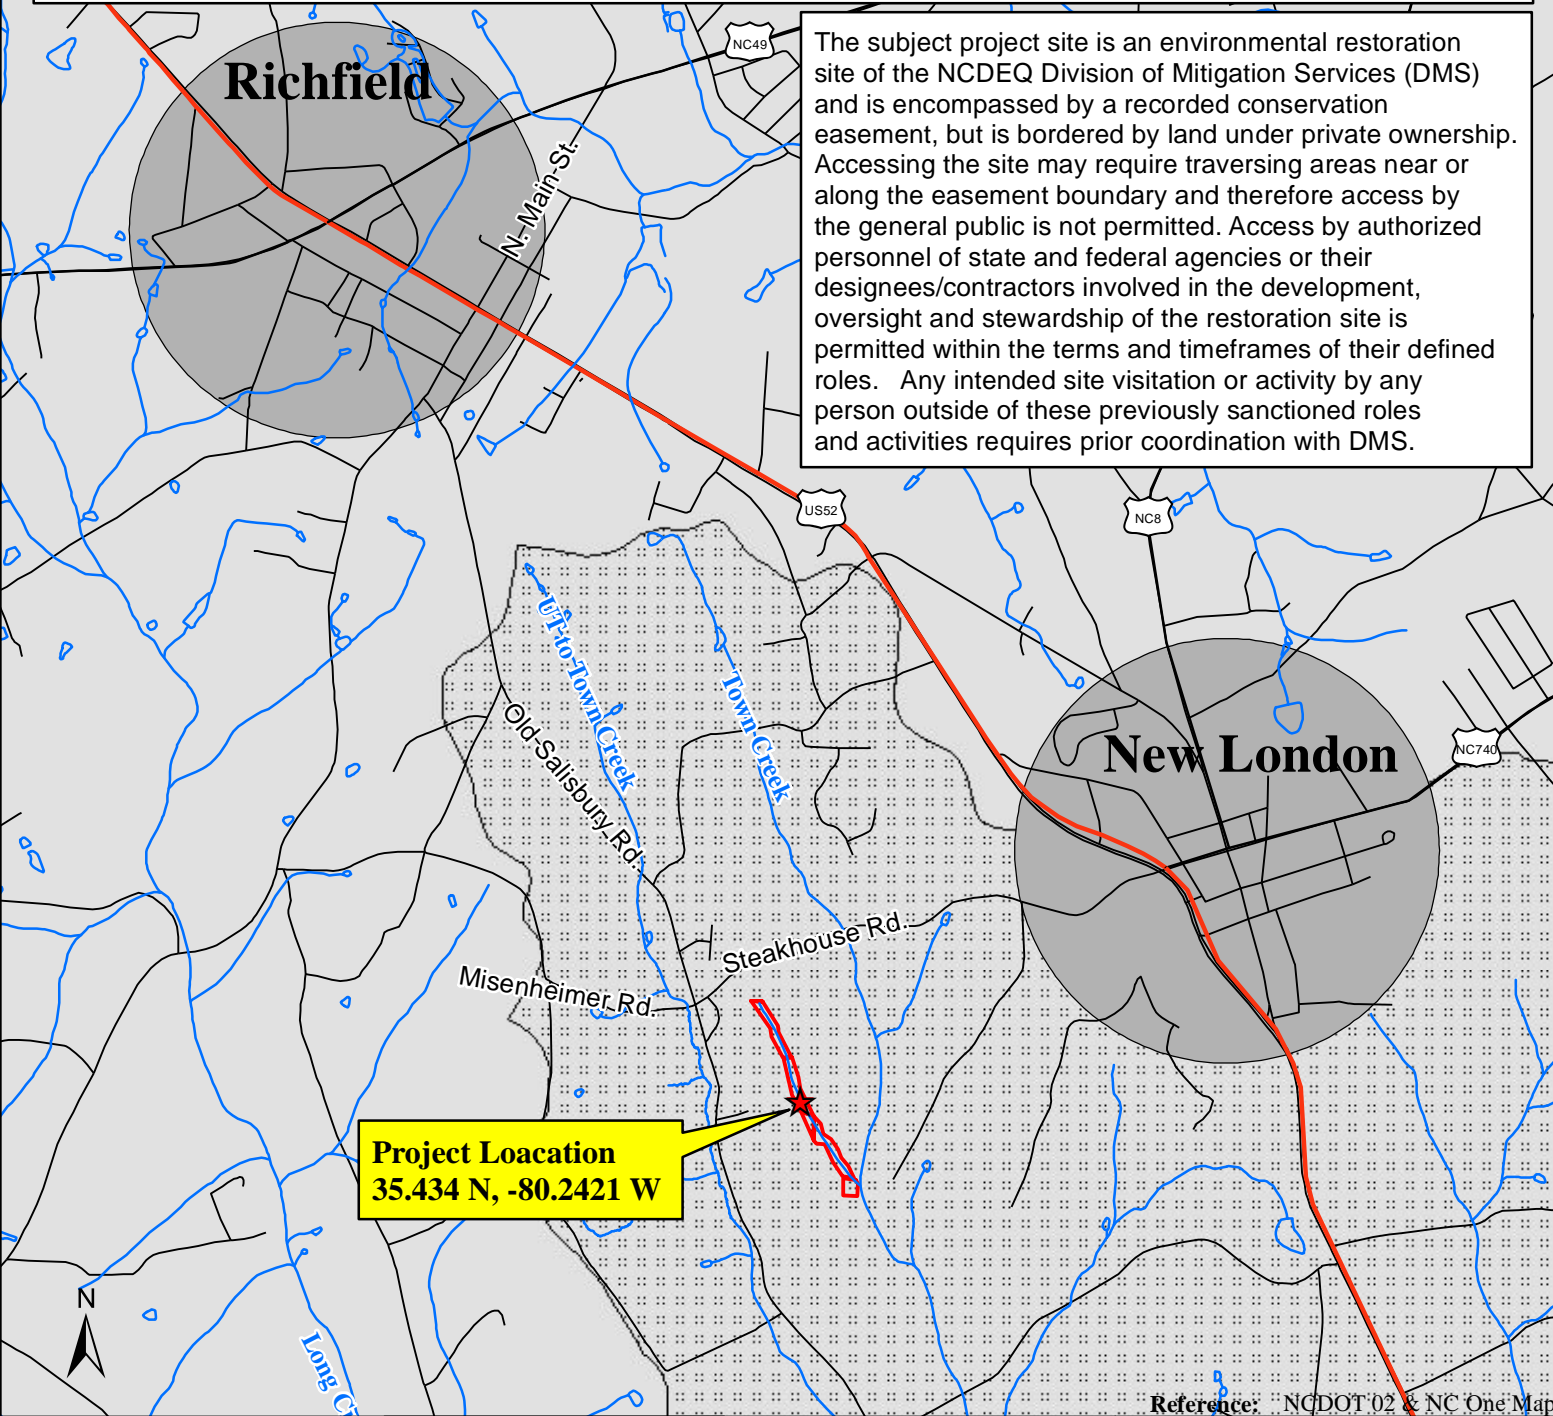 NC49
The subject project site is an environmental restoration
site of the NCDEQ Division of Mitigation Services (DMS)
and is encompassed by a recorded conservation
easement, but is bordered by land under private ownership.
Accessing the site may require traversing areas near or
along the easement boundary and therefore access by
the general public is not permitted. Access by authorized
personnel of state and federal agencies or their
designees/contractors involved in the development,
oversight and stewardship of the restoration site is
permitted within the terms and timeframes of their defined
roles.   Any intended site visitation or activity by any
person outside of these previously sanctioned roles
and activities requires prior coordination with DMS.
Richfield
N. Main St.
US52
NC8
UT to Town Creek
Town Creek
Old Salisbury Rd.
New London
NC740
Steakhouse Rd.
Misenheimer Rd.
Project Loacation
35.434 N, -80.2421 W
N
Long
Reference: NCDOT 02 & NC One Map